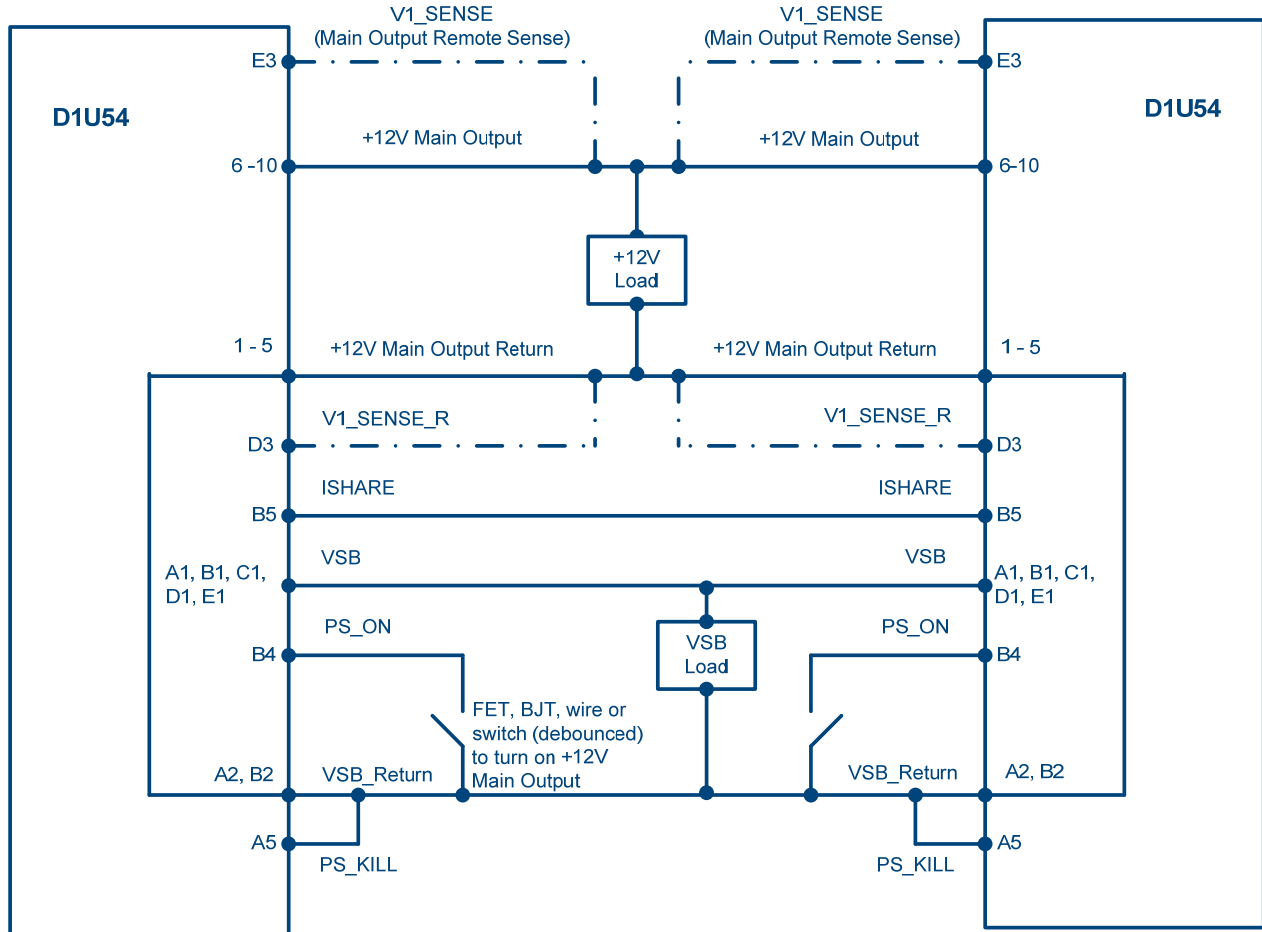 V1_SENSE
(Main Output Remote Sense)
V1_SENSE
(Main Output Remote Sense)
E3
E3
D1U54
D1U54
+12V Main Output
+12V Main Output
6 -10
6-10
+12V
Load
1 - 5
+12V Main Output Return
+12V Main Output Return
1 - 5
V1_SENSE_R
V1_SENSE_R
D3
D3
ISHARE
ISHARE
B5
B5
VSB
VSB
A1, B1, C1,
D1, E1
A1, B1, C1,
D1, E1
PS_ON
PS_ON
B4
B4
VSB
Load
FET, BJT, wire or
switch (debounced)
to turn on +12V
Main Output
A2, B2
VSB_Return
VSB_Return
A2, B2
A5
A5
PS_KILL
PS_KILL